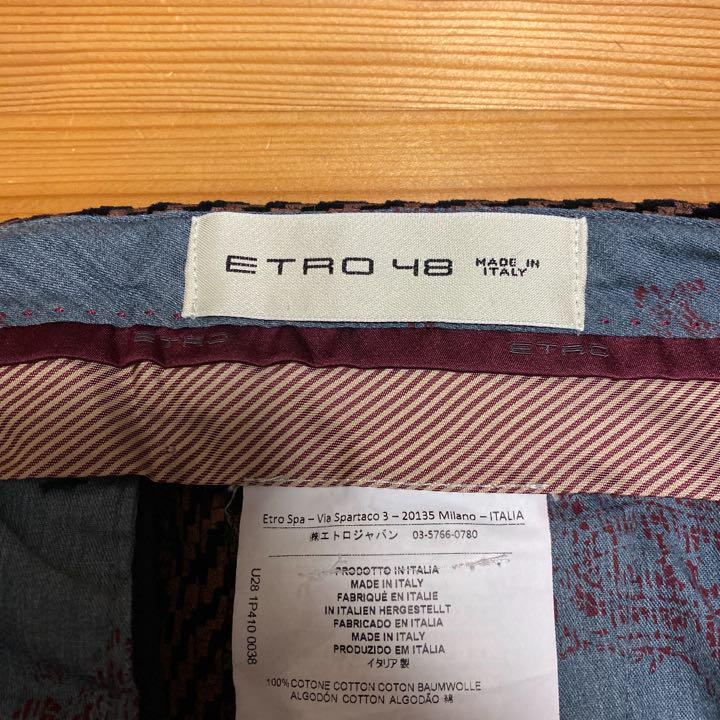 ETRO 48 MADE IN ITALY
ETRO ETRO
Etro Spa – Via Spartaco 3 – 20135 Milano – ITALIA
㈱エトロジャパン 03-5766-0780
PRODOTTO IN ITALIA
MADE IN ITALY
FABRIQUÉ EN ITALIE
IN ITALIEN HERGESTELLT
FABRICADO EN ITALIA
MADE IN ITALY
PRODUZIDO EM ITÁLIA
イタリア製
100%COTONE COTTON COTON BAUMWOLLE
ALGODÓN COTTON ALGODÃO 綿
U28 1P410 0038